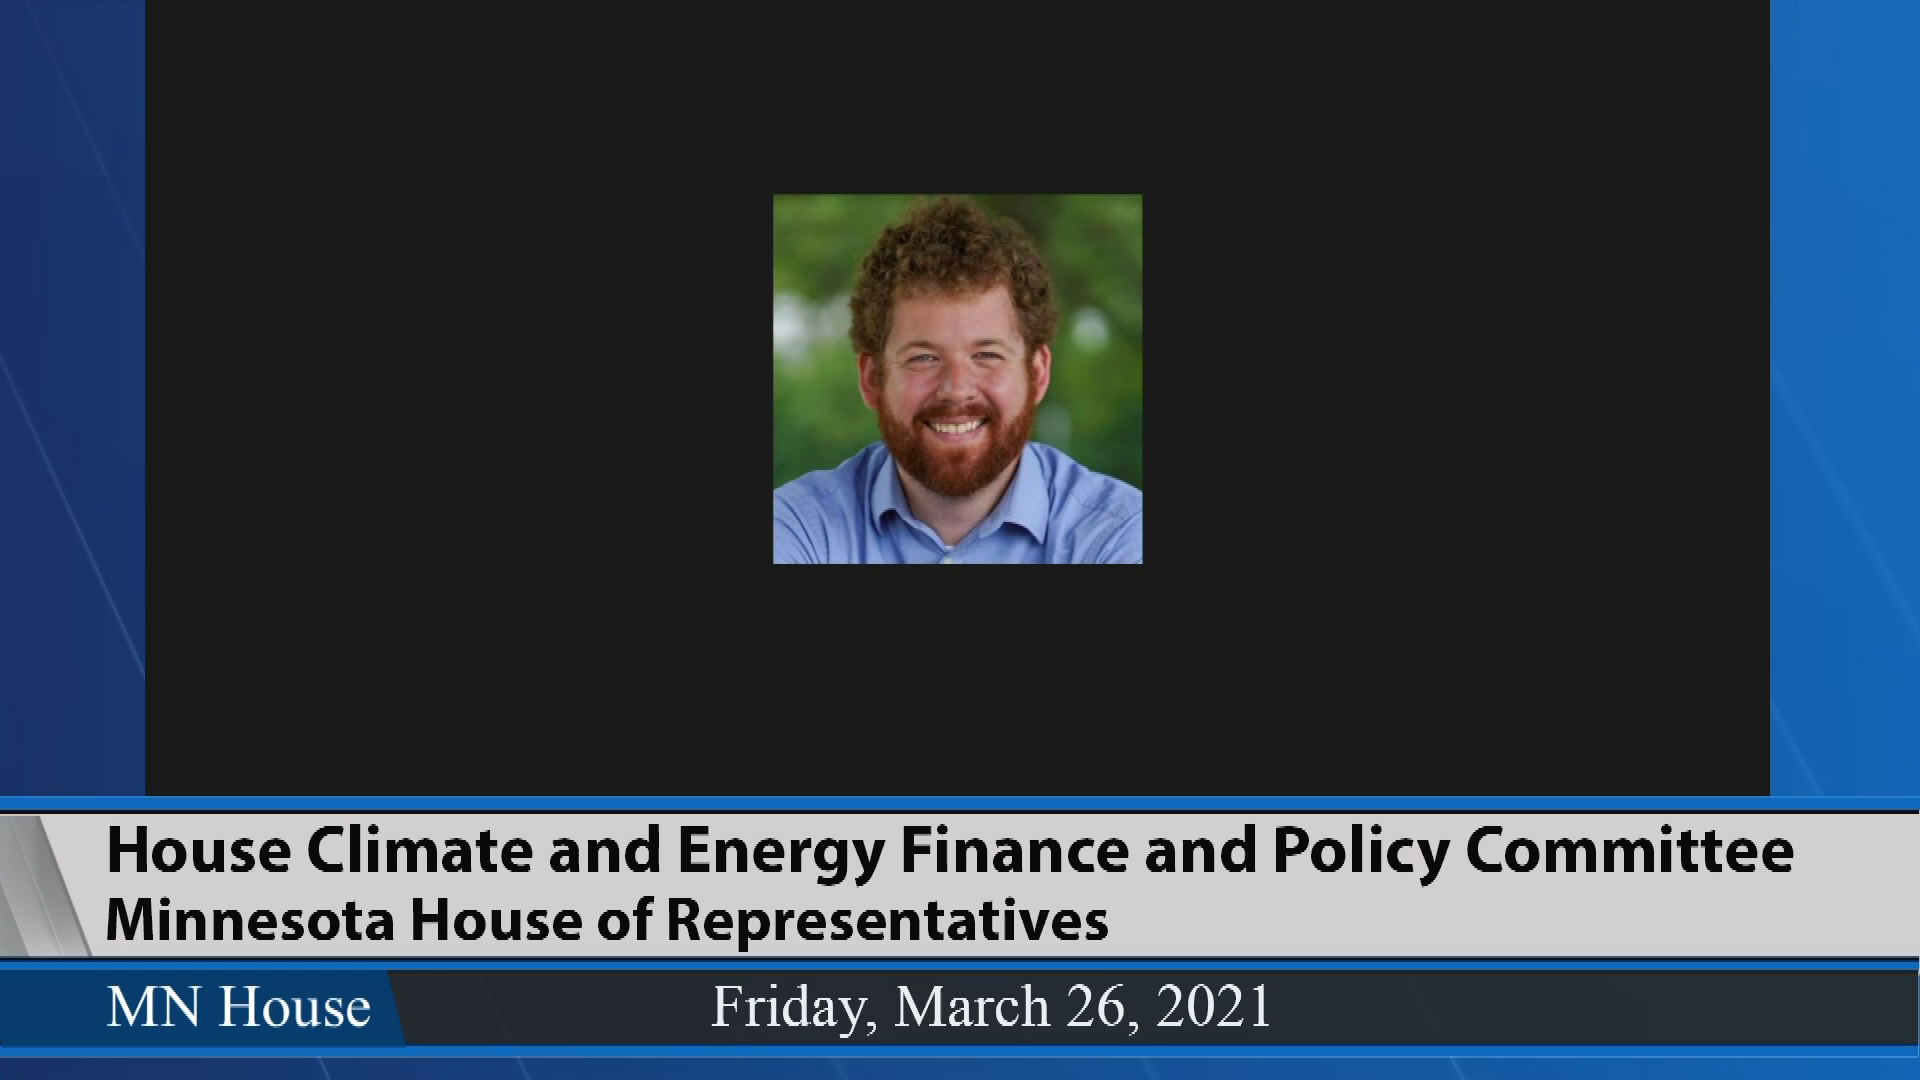 House Climate and Energy Finance and Policy Committee
Minnesota House of Representatives
MN House
Friday, March 26, 2021